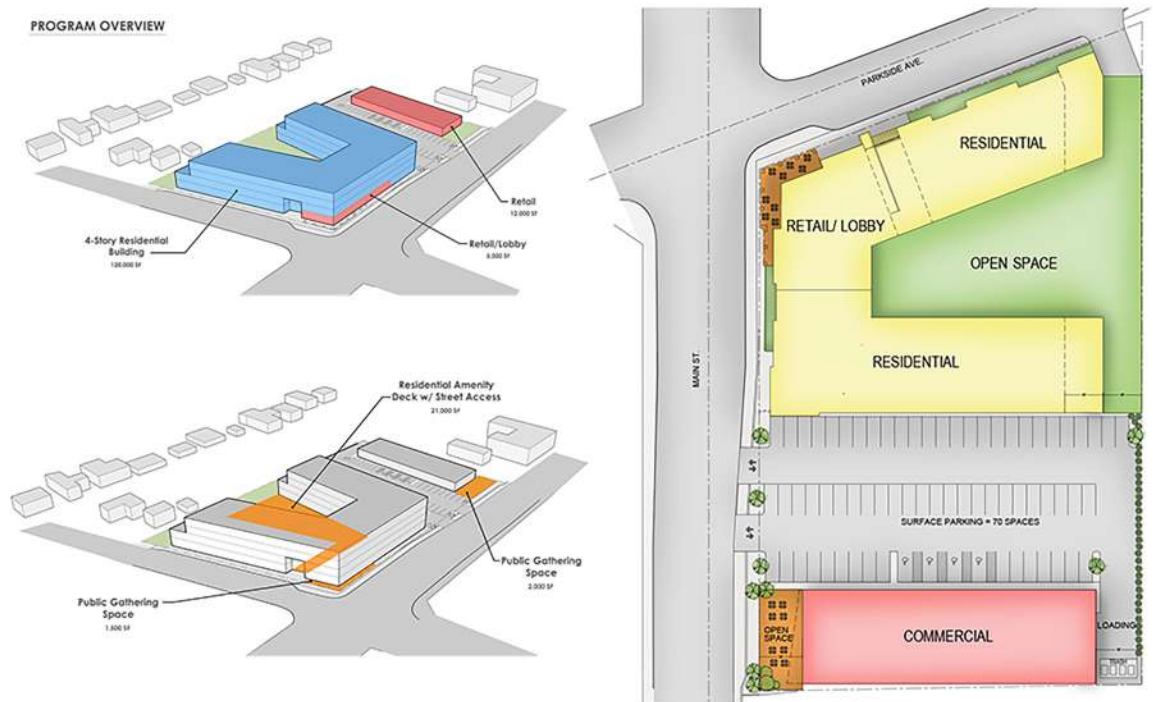 PROGRAM OVERVIEW
Retail
12,000 SF
Retail/Lobby
4-Story Residential
Building
Residential Amenity
Deck w/ Street Access
21,000 SF
Public Gathering
Space
2,000 SF
Public Gathering
Space
1,500 SF
PARKSIDE AVE.
RESIDENTIAL
RETAIL/ LOBBY
OPEN SPACE
MAIN ST.
RESIDENTIAL
SURFACE PARKING = 70 SPACES
OPEN
SPACE
COMMERCIAL
LOADING
TRASH